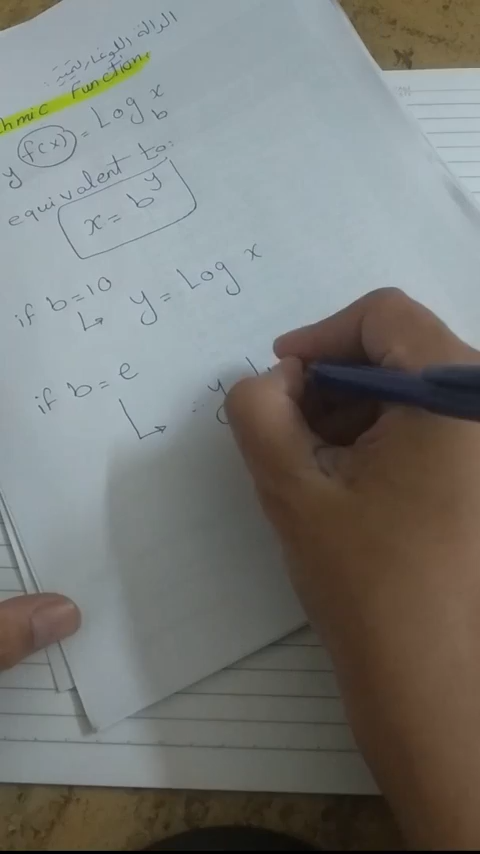 الدالة اللوغاريتمية:
hmic Function.
y f(x) = Log b x
equivalent to:
x = b^y
if b=10
↳ y = Log x
if b = e
↳ ∴ y